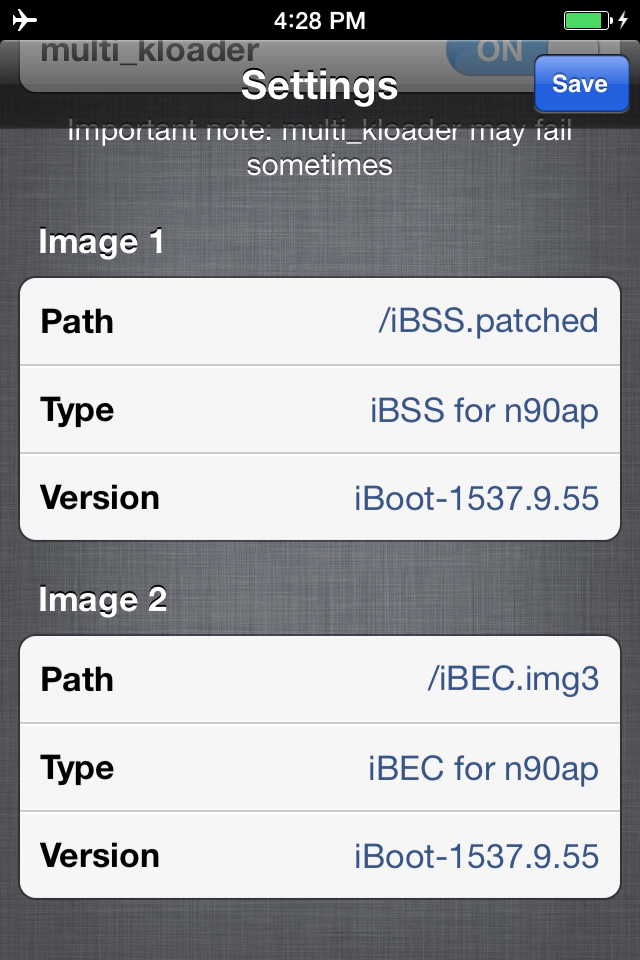 4:28 PM
multi_kloader ON
Settings
Save
Important note: multi_kloader may fail
sometimes
Image 1
Path /iBSS.patched
Type iBSS for n90ap
Version iBoot-1537.9.55
Image 2
Path /iBEC.img3
Type iBEC for n90ap
Version iBoot-1537.9.55